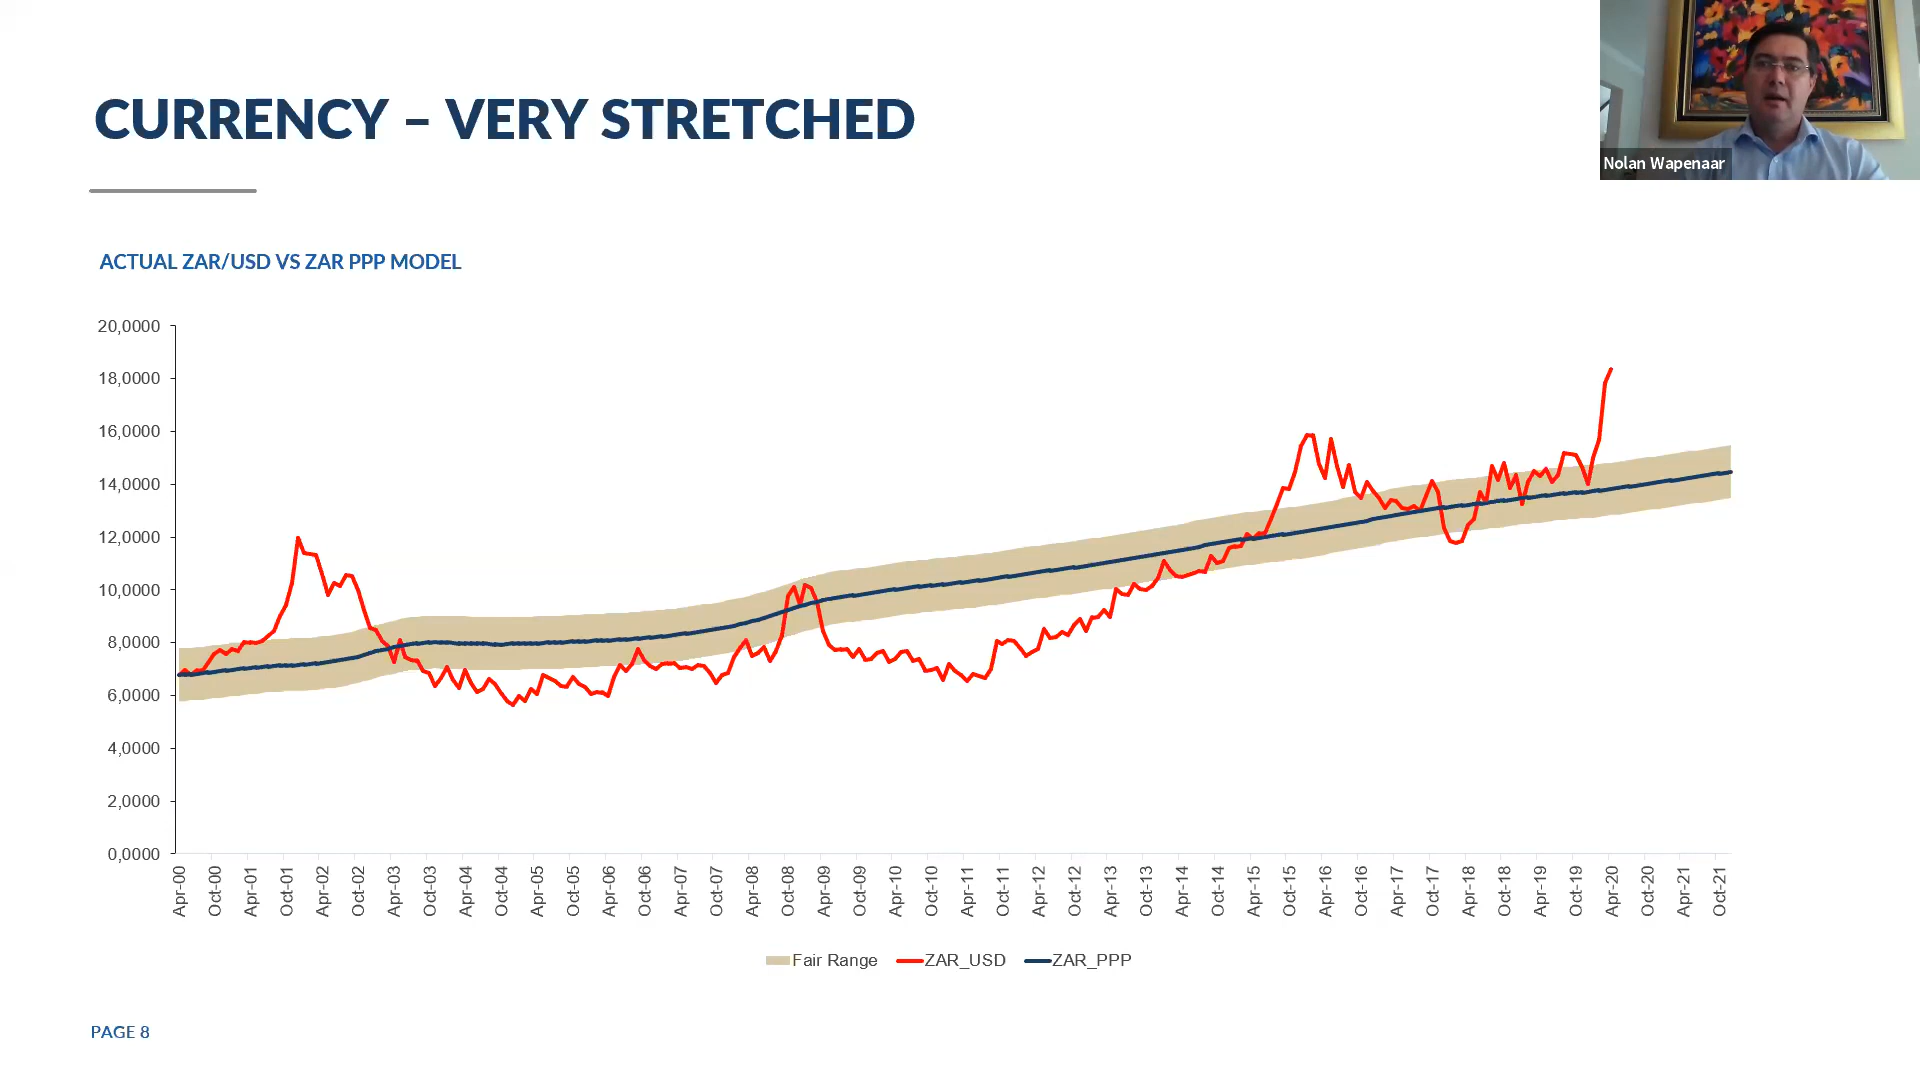 CURRENCY – VERY STRETCHED
Nolan Wapenaar
ACTUAL ZAR/USD VS ZAR PPP MODEL
20,0000
18,0000
16,0000
14,0000
12,0000
10,0000
8,0000
6,0000
4,0000
2,0000
0,0000
Apr-00
Oct-00
Apr-01
Oct-01
Apr-02
Oct-02
Apr-03
Oct-03
Apr-04
Oct-04
Apr-05
Oct-05
Apr-06
Oct-06
Apr-07
Oct-07
Apr-08
Oct-08
Apr-09
Oct-09
Apr-10
Oct-10
Apr-11
Oct-11
Apr-12
Oct-12
Apr-13
Oct-13
Apr-14
Oct-14
Apr-15
Oct-15
Apr-16
Oct-16
Apr-17
Oct-17
Apr-18
Oct-18
Apr-19
Oct-19
Apr-20
Oct-20
Apr-21
Oct-21
Fair Range ZAR_USD ZAR_PPP
PAGE 8